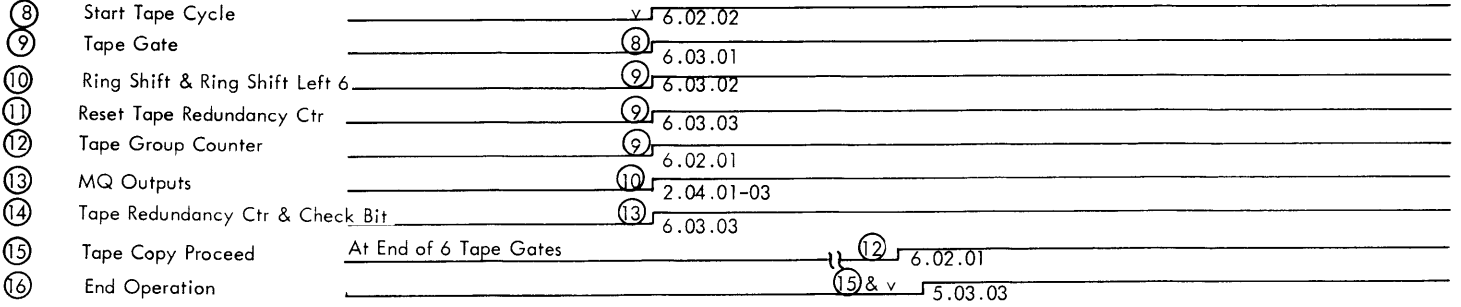 ⑧ Start Tape Cycle v 6.02.02
⑨ Tape Gate ⑧ 6.03.01
⑩ Ring Shift & Ring Shift Left 6 ⑨ 6.03.02
⑪ Reset Tape Redundancy Ctr ⑨ 6.03.03
⑫ Tape Group Counter ⑨ 6.02.01
⑬ MQ Outputs ⑩ 2.04.01-03
⑭ Tape Redundancy Ctr & Check Bit ⑬ 6.03.03
⑮ Tape Copy Proceed At End of 6 Tape Gates ⑫ 6.02.01
⑯ End Operation ⑮ & v 5.03.03